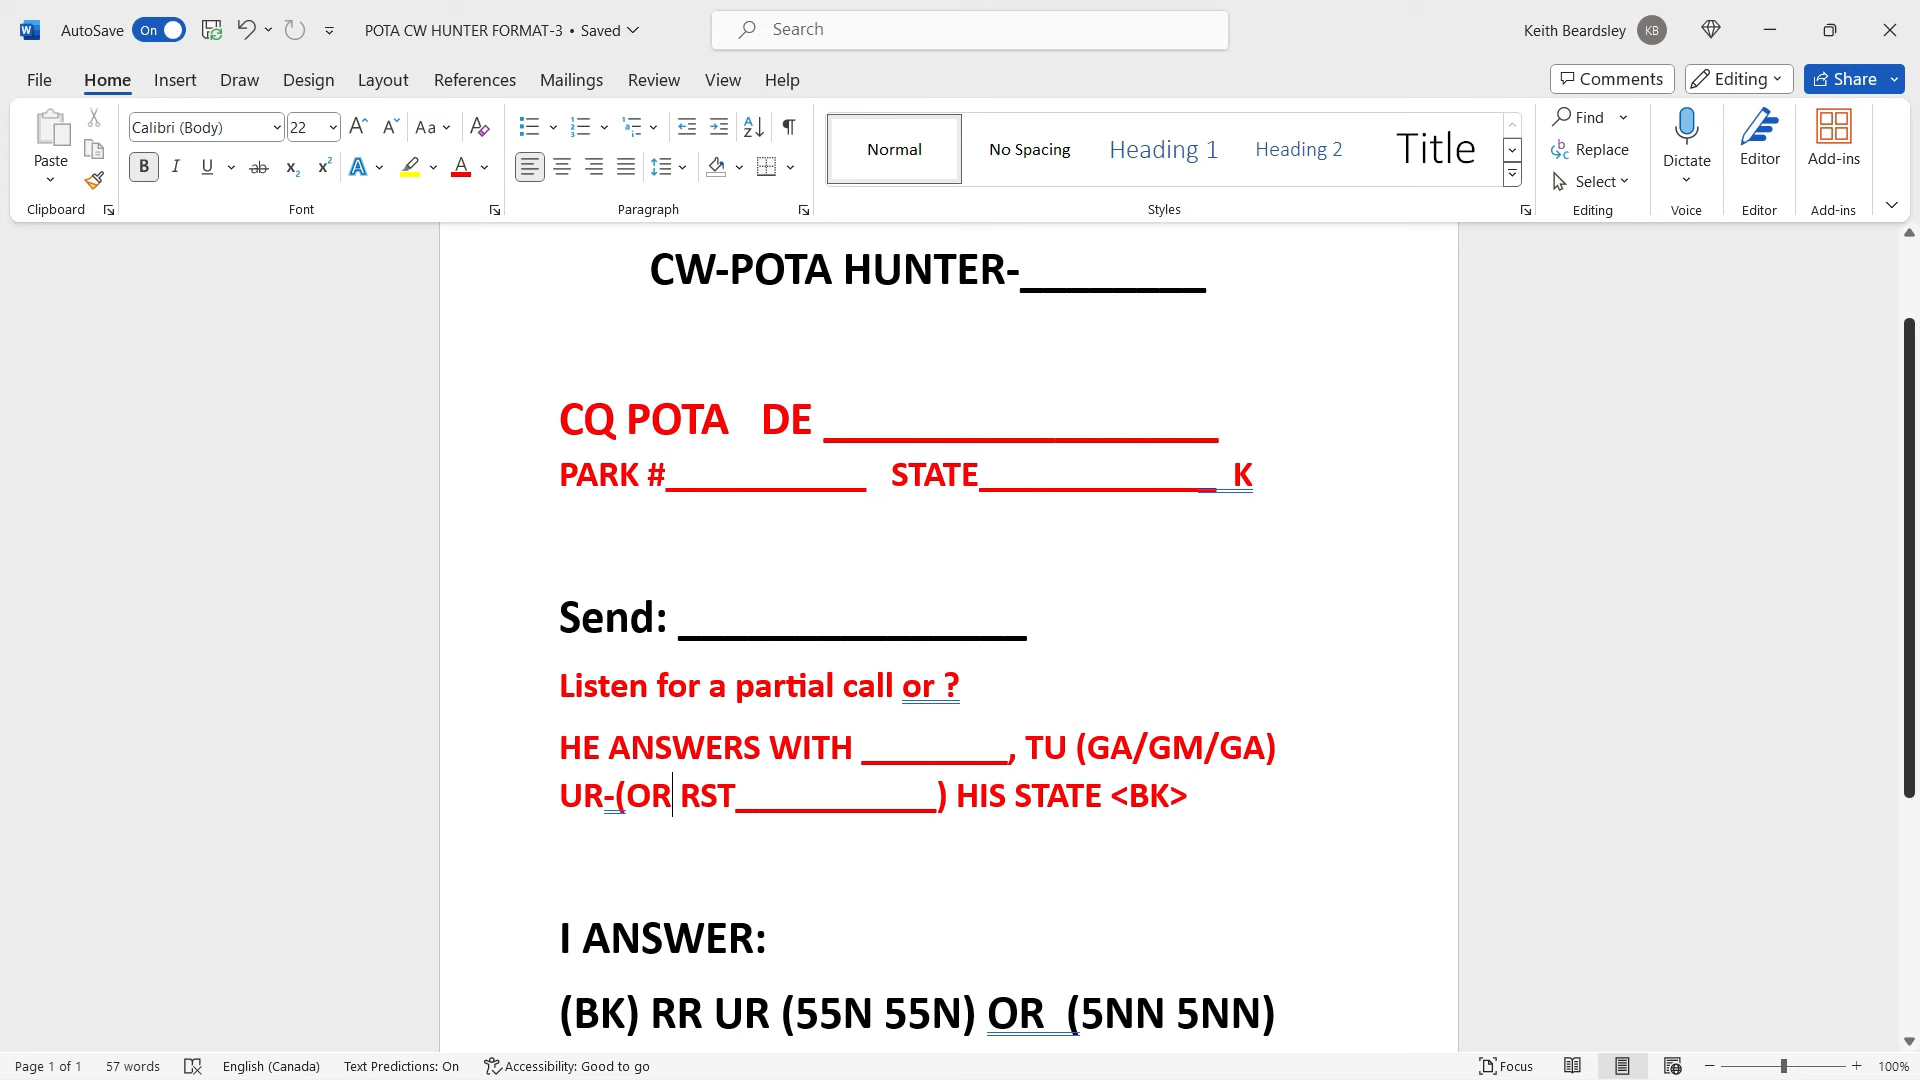 AutoSave On POTA CW HUNTER FORMAT-3 • Saved Search Keith Beardsley KB
File Home Insert Draw Design Layout References Mailings Review View Help Comments Editing Share
Paste Calibri (Body) 22 Normal No Spacing Heading 1 Heading 2 Title Find Replace Select Dictate Editor Add-ins
Clipboard Font Paragraph Styles Editing Voice Editor Add-ins
CW-POTA HUNTER-________
CQ POTA DE _________________
PARK #___________ STATE_____________ K
Send: _______________
Listen for a partial call or ?
HE ANSWERS WITH ________, TU (GA/GM/GA)
UR-(OR RST___________) HIS STATE <BK>
I ANSWER:
(BK) RR UR (55N 55N) OR (5NN 5NN)
Page 1 of 1 57 words English (Canada) Text Predictions: On Accessibility: Good to go Focus 100%